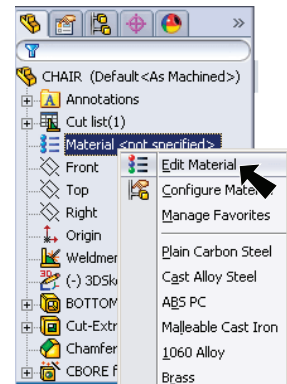 »
CHAIR (Default<As Machined>)
Annotations
Cut list(1)
Material <not specified>
Front
Top
Right
Origin
Weldmen
(-) 3DSk
BOTTOM
Cut-Extr
Chamfer
CBORE f
Edit Material
Configure Mater
Manage Favorites
Plain Carbon Steel
Cast Alloy Steel
ABS PC
Malleable Cast Iron
1060 Alloy
Brass